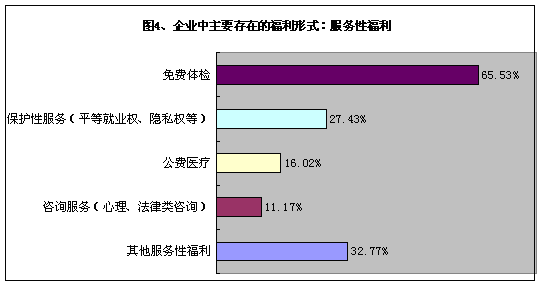 图4、企业中主要存在的福利形式：服务性福利
免费体检
65.53%
保护性服务（平等就业权、隐私权等）
27.43%
公费医疗
16.02%
咨询服务（心理、法律类咨询）
11.17%
其他服务性福利
32.77%